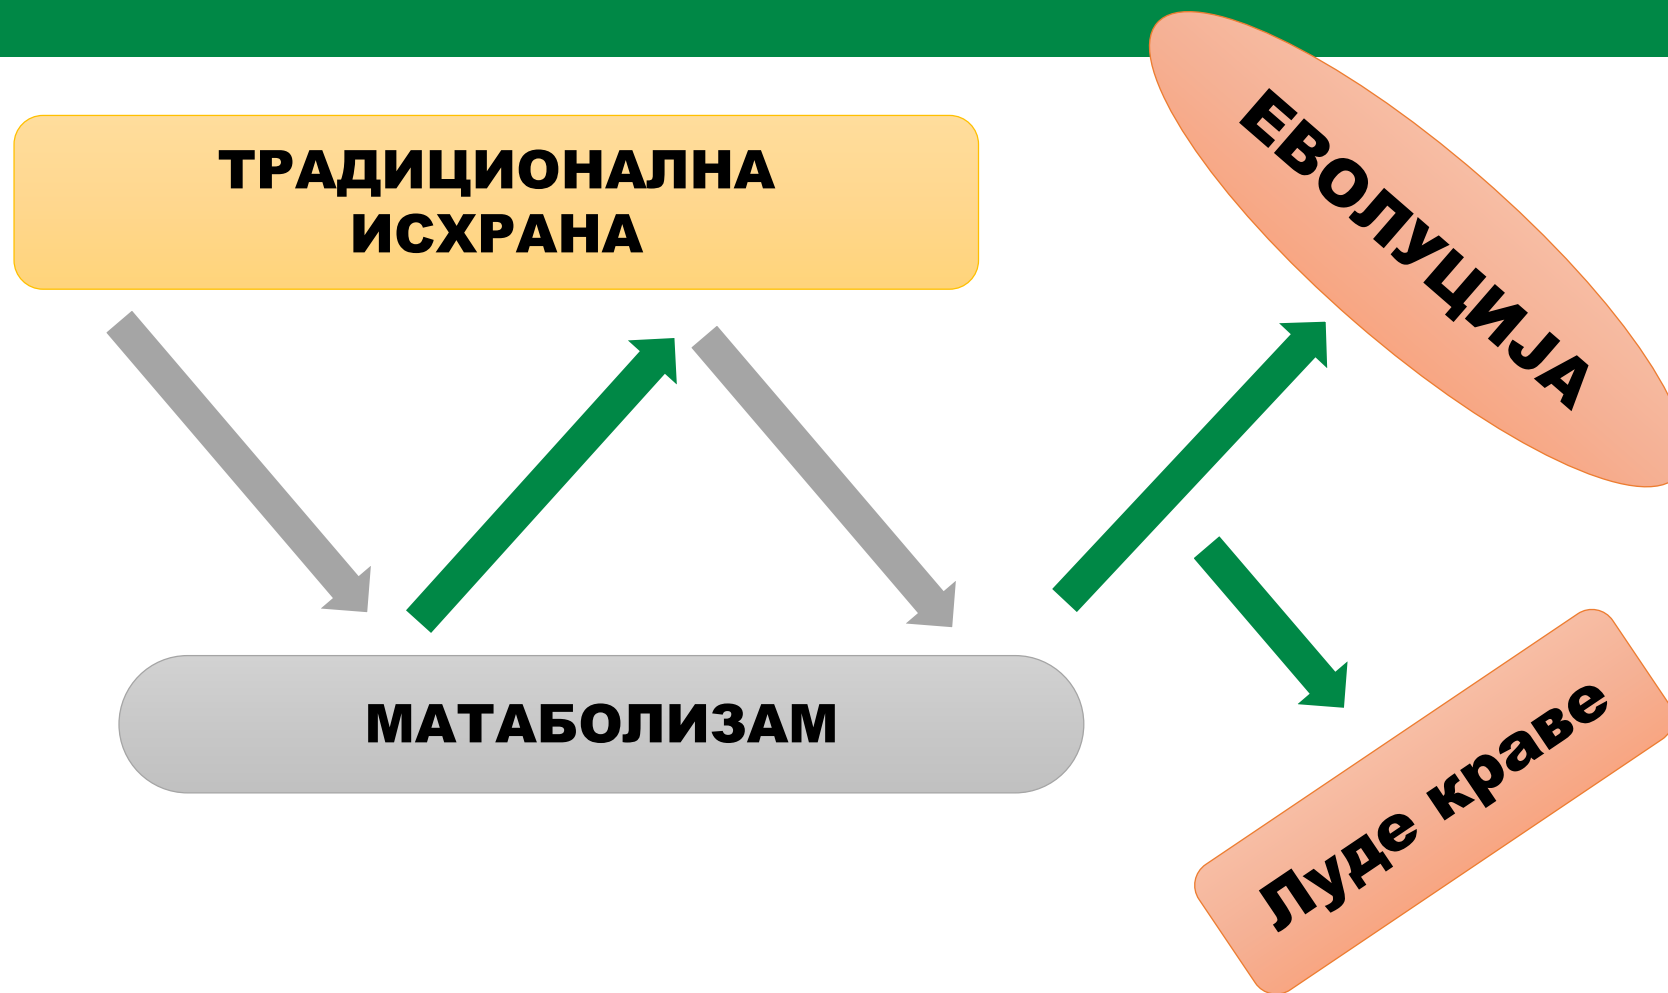 ТРАДИЦИОНАЛНА
ИСХРАНА
ЕВОЛУЦИЈА
МАТАБОЛИЗАМ
Луде краве